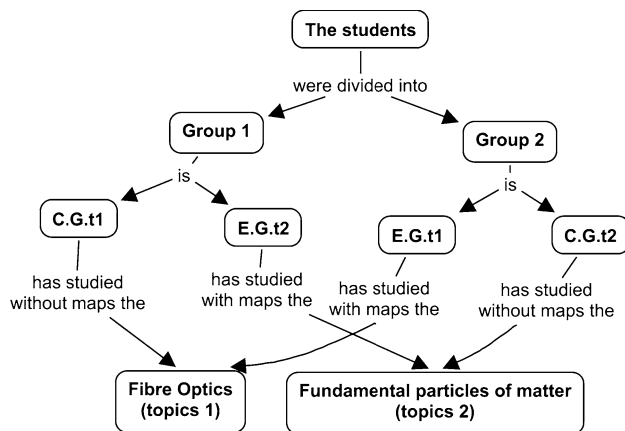 The students
were divided into
Group 1
Group 2
is
is
C.G.t1
E.G.t2
E.G.t1
C.G.t2
has studied
without maps the
has studied
with maps the
has studied
with maps the
has studied
without maps the
Fibre Optics
(topics 1)
Fundamental particles of matter
(topics 2)